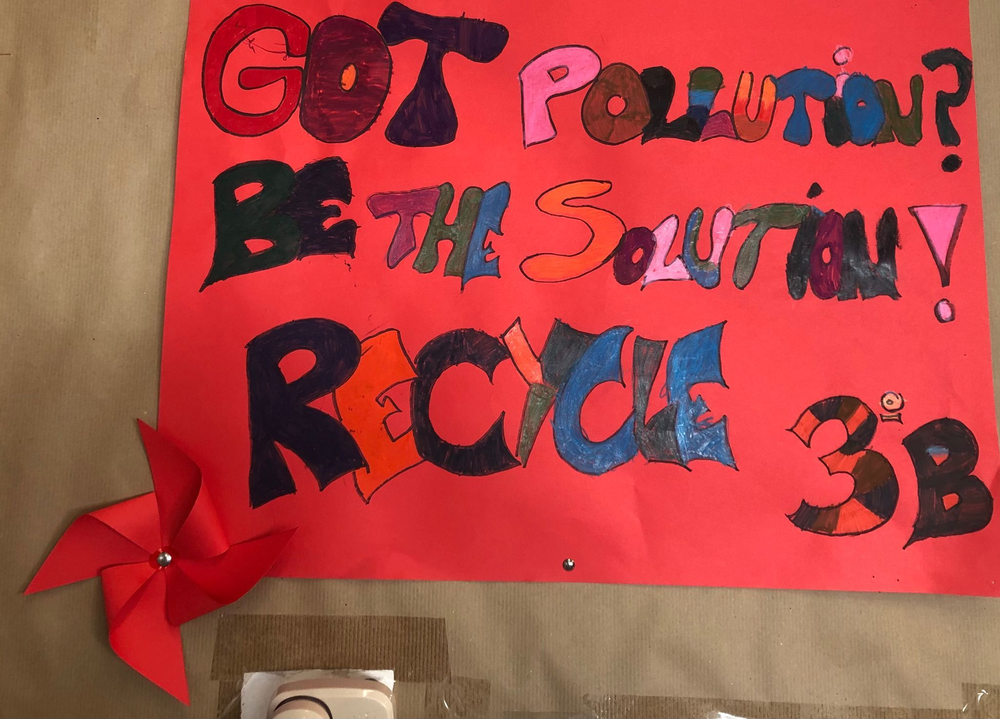 GOT POLLUTiON?
BE THE SOLUTiON!
RECYCLE
3ºB